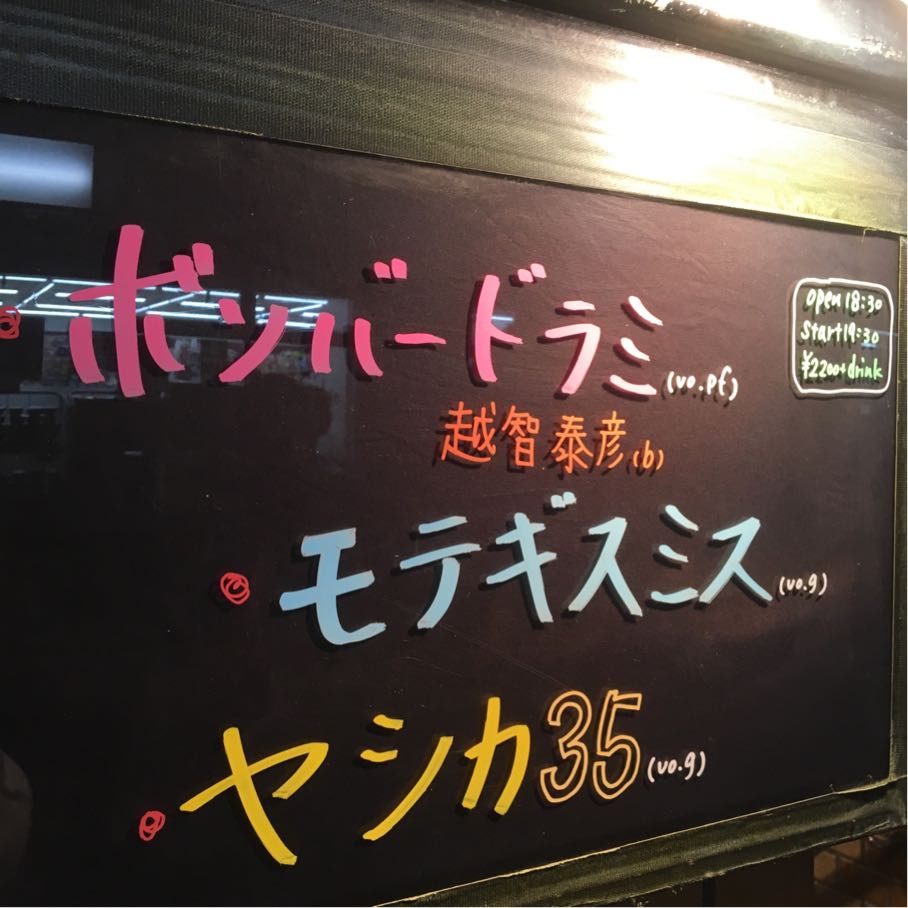 ボンバードラミ(vo.pf)
open 18:30
start 19:30
¥2200+drink
越智泰彦(b)
モテギスミス(vo.g)
ヤシカ35(vo.g)